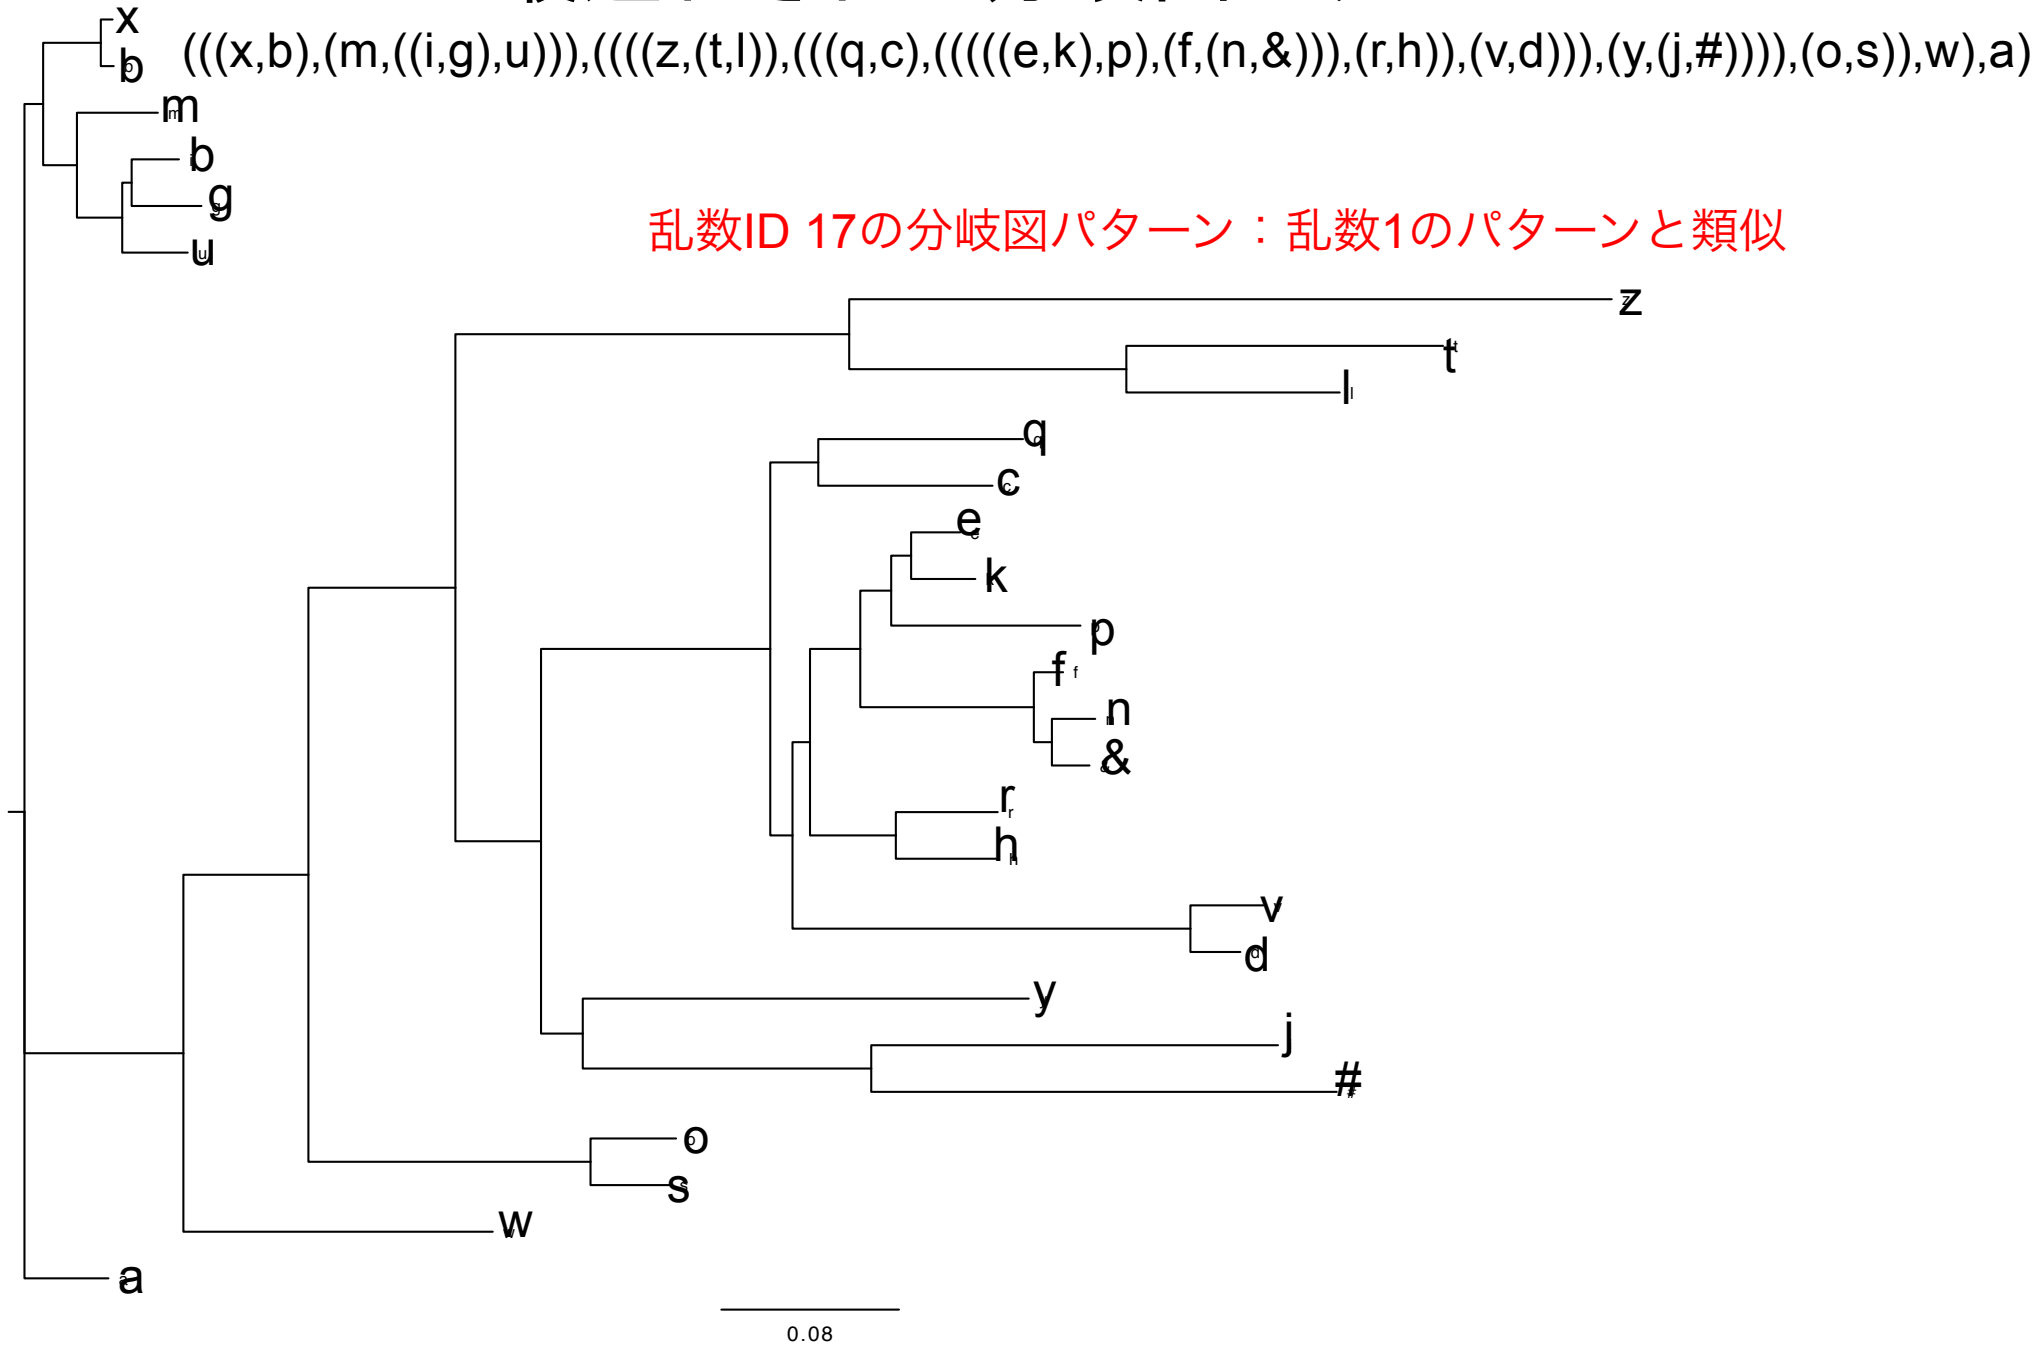 x
(((x,b),(m,((i,g),u))),((((z,(t,l)),(((q,c),(((((e,k),p),(f,(n,&))),(r,h)),(v,d))),(y,(j,#)))),(o,s)),w),a)
b
m
b
g
乱数ID 17の分岐図パターン：乱数1のパターンと類似
u
z
t
l
q
c
e
k
p
f f
n
&
r
h
v
d
y
j
#
o
s
w
a
0.08